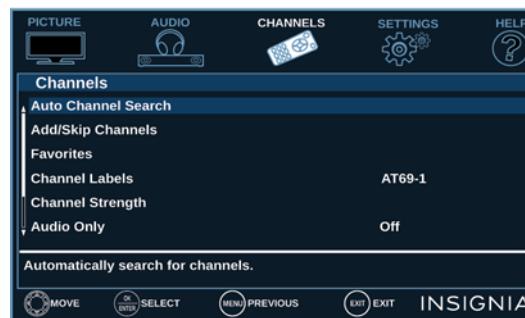 PICTURE AUDIO CHANNELS SETTINGS HELP
Channels
Auto Channel Search
Add/Skip Channels
Favorites
Channel Labels AT69-1
Channel Strength
Audio Only Off
Automatically search for channels.
MOVE OK ENTER SELECT MENU PREVIOUS EXIT EXIT INSIGNIA